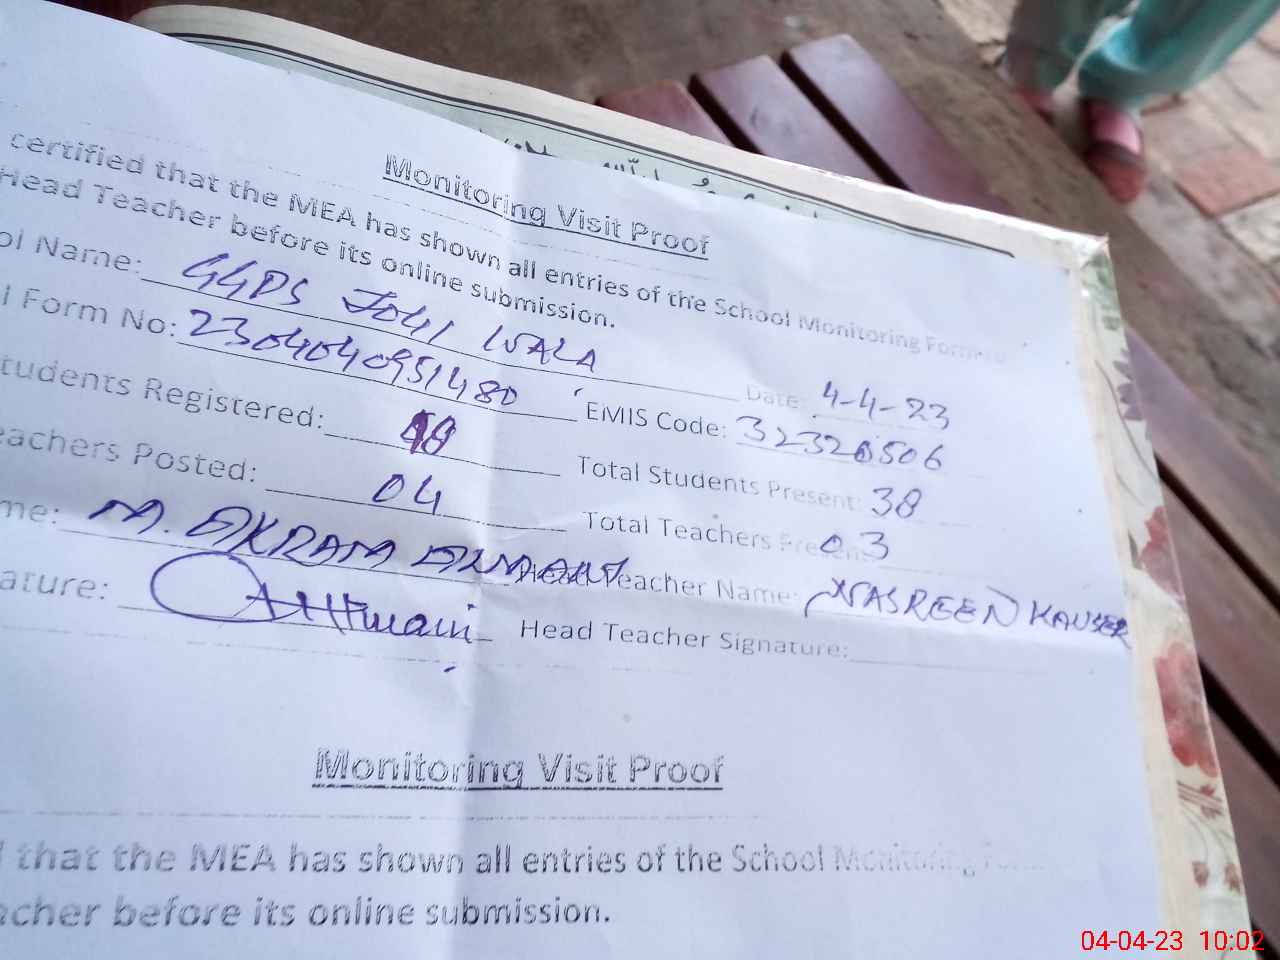 Monitoring Visit Proof
certified that the MEA has shown all entries of the School Monitoring Form to
Head Teacher before its online submission.
ol Name: GGPS JOYI WALA Date: 4-4-23
l Form No: 2304040951480 EMIS Code: 32320506
tudents Registered: Total Students Present: 38
eachers Posted: 04 Total Teachers Present: 03
me: M. AKRAM Teacher Name: NASREEN KAUSER
ature: Head Teacher Signature:
Monitoring Visit Proof
that the MEA has shown all entries of the School Monitoring Form
acher before its online submission.
04-04-23 10:02